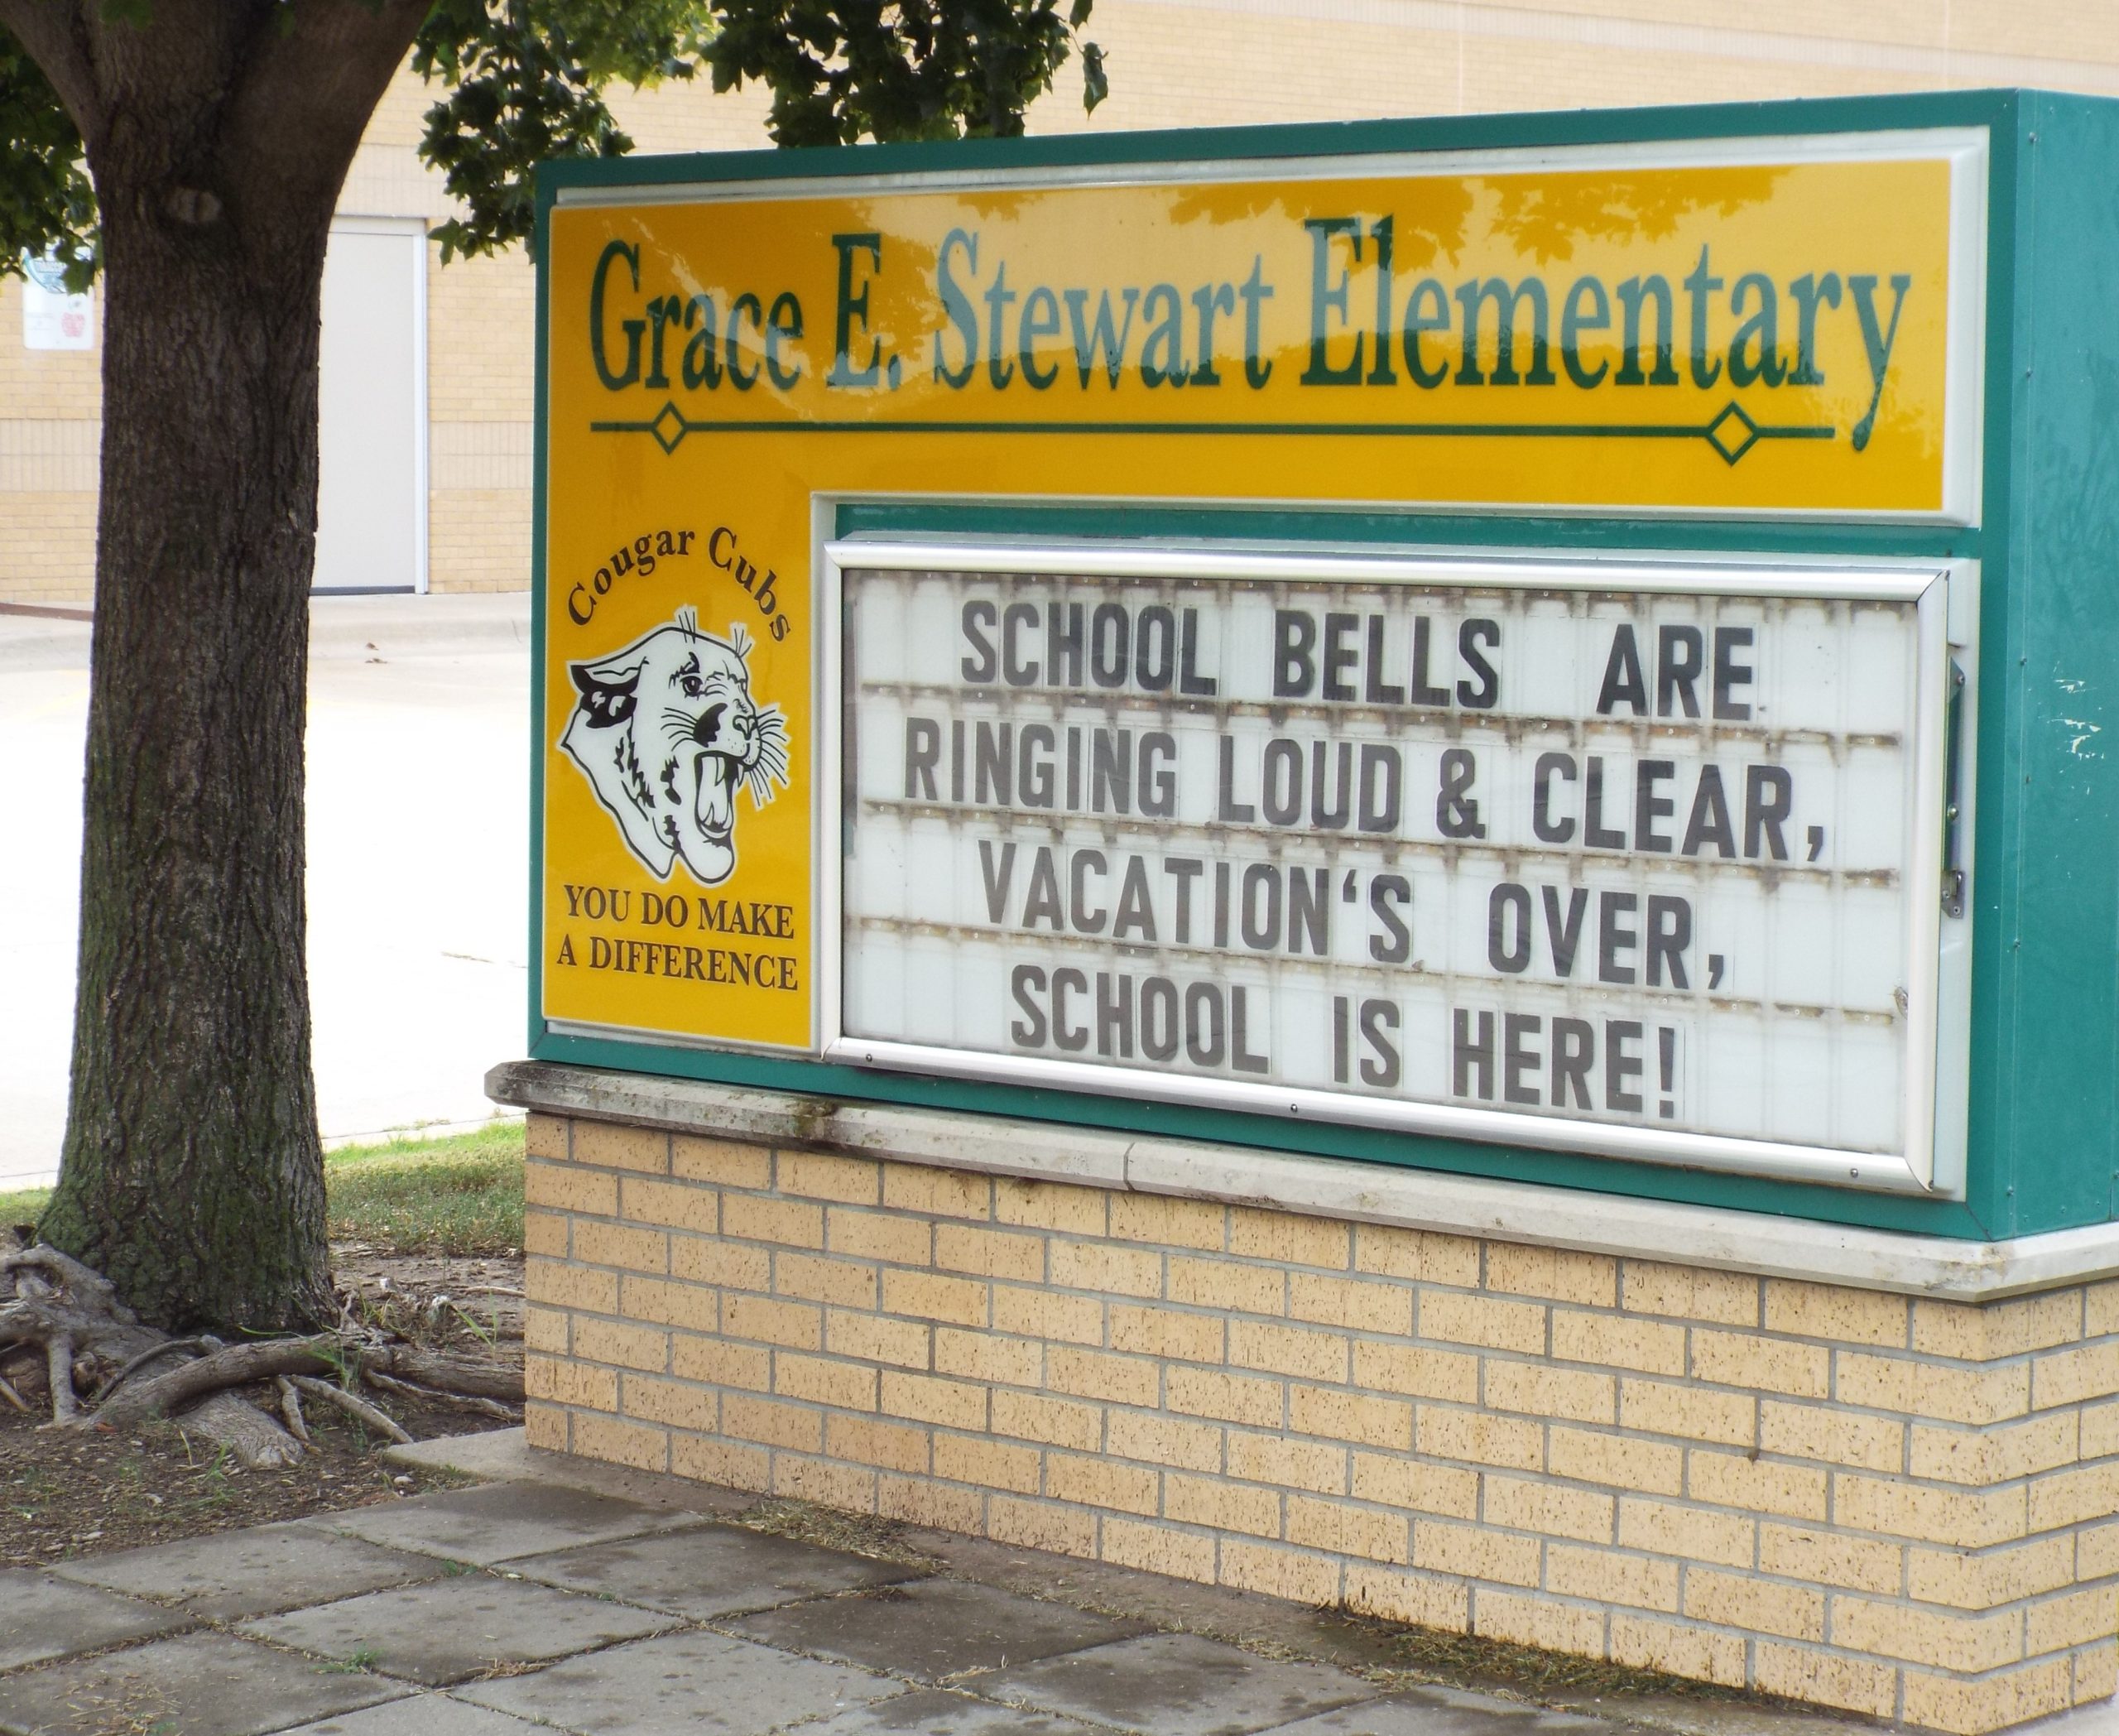 Grace E. Stewart Elementary
Cougar Cubs
YOU DO MAKE
A DIFFERENCE
SCHOOL BELLS ARE
RINGING LOUD & CLEAR,
VACATION'S OVER,
SCHOOL IS HERE!